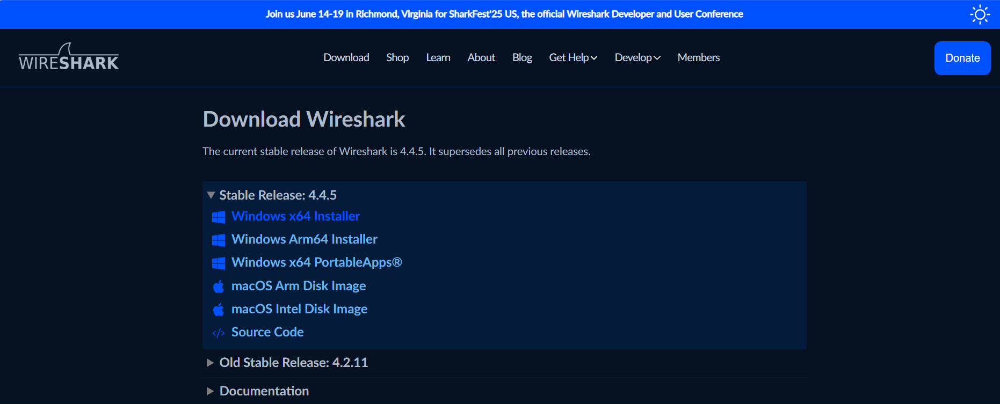 Join us June 14-19 in Richmond, Virginia for SharkFest'25 US, the official Wireshark Developer and User Conference
WIRESHARK
Download Shop Learn About Blog Get Help Develop Members
Donate
Download Wireshark
The current stable release of Wireshark is 4.4.5. It supersedes all previous releases.
Stable Release: 4.4.5
Windows x64 Installer
Windows Arm64 Installer
Windows x64 PortableApps®
macOS Arm Disk Image
macOS Intel Disk Image
</> Source Code
Old Stable Release: 4.2.11
Documentation